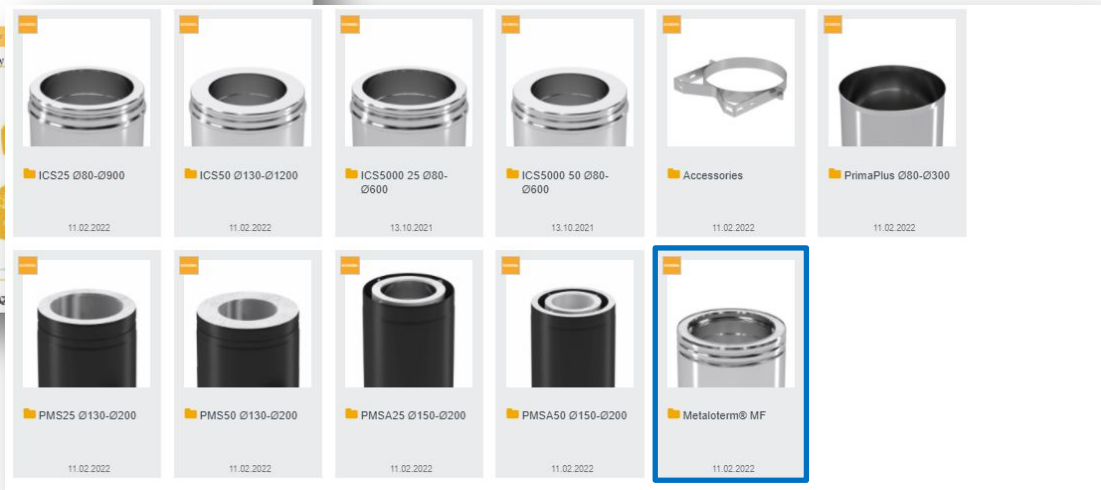 ICS25 Ø80-Ø900
11.02.2022
ICS50 Ø130-Ø1200
11.02.2022
ICS5000 25 Ø80-
Ø600
13.10.2021
ICS5000 50 Ø80-
Ø600
13.10.2021
Accessories
11.02.2022
PrimaPlus Ø80-Ø300
11.02.2022
PMS25 Ø130-Ø200
11.02.2022
PMS50 Ø130-Ø200
11.02.2022
PMSA25 Ø150-Ø200
11.02.2022
PMSA50 Ø150-Ø200
11.02.2022
Metaloterm® MF
11.02.2022